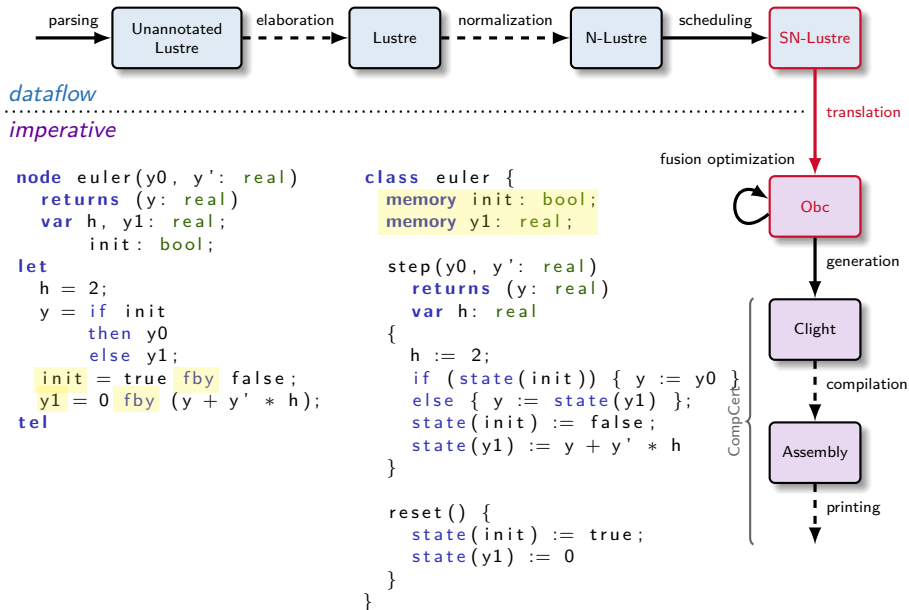 parsing
Unannotated
Lustre
elaboration
Lustre
normalization
N-Lustre
scheduling
SN-Lustre
dataflow
imperative
translation
fusion optimization
Obc
generation
Clight
compilation
Assembly
printing
CompCert
node euler(y0, y': real)
returns (y: real)
var h, y1: real;
init: bool;
let
h = 2;
y = if init
then y0
else y1;
init = true fby false;
y1 = 0 fby (y + y' * h);
tel
class euler {
memory init: bool;
memory y1: real;
step(y0, y': real)
returns (y: real)
var h: real
{
h := 2;
if (state(init)) { y := y0 }
else { y := state(y1) };
state(init) := false;
state(y1) := y + y' * h
}
reset() {
state(init) := true;
state(y1) := 0
}
}